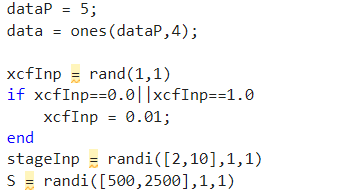 dataP = 5;
data = ones(dataP,4);
xcfInp = rand(1,1)
if xcfInp==0.0||xcfInp==1.0
    xcfInp = 0.01;
end
stageInp = randi([2,10],1,1)
S = randi([500,2500],1,1)